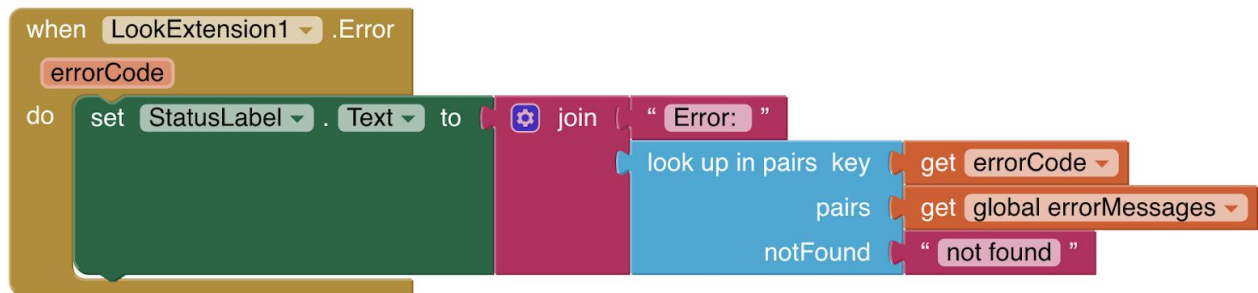 when LookExtension1 .Error
errorCode
do set StatusLabel . Text to join “ Error: ”
look up in pairs key get errorCode
pairs get global errorMessages
notFound “ not found ”